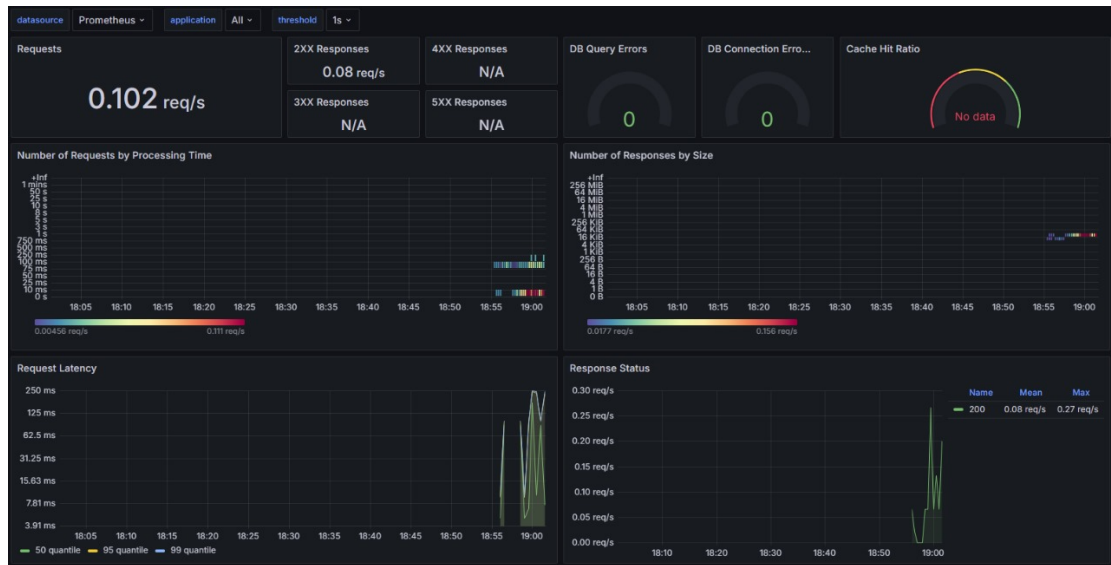 datasource Prometheus application All threshold 1s
Requests
0.102 req/s
2XX Responses
0.08 req/s
4XX Responses
N/A
3XX Responses
N/A
5XX Responses
N/A
DB Query Errors
0
DB Connection Erro...
0
Cache Hit Ratio
No data
Number of Requests by Processing Time
+Inf
1 mins
50 s
25 s
10 s
8 s
5 s
3 s
1 s
750 ms
500 ms
250 ms
100 ms
75 ms
50 ms
25 ms
10 ms
0 s
18:05 18:10 18:15 18:20 18:25 18:30 18:35 18:40 18:45 18:50 18:55 19:00
0.00456 req/s 0.111 req/s
Number of Responses by Size
+Inf
256 MiB
64 MiB
16 MiB
4 MiB
1 MiB
256 KiB
64 KiB
16 KiB
4 KiB
1 KiB
256 B
64 B
16 B
4 B
1 B
0 B
18:05 18:10 18:15 18:20 18:25 18:30 18:35 18:40 18:45 18:50 18:55 19:00
0.0177 req/s 0.156 req/s
Request Latency
250 ms
125 ms
62.5 ms
31.25 ms
15.63 ms
7.81 ms
3.91 ms
18:05 18:10 18:15 18:20 18:25 18:30 18:35 18:40 18:45 18:50 18:55 19:00
50 quantile 95 quantile 99 quantile
Response Status
0.30 req/s
0.25 req/s
0.20 req/s
0.15 req/s
0.10 req/s
0.05 req/s
0.00 req/s
18:10 18:20 18:30 18:40 18:50 19:00
Name Mean Max
200 0.08 req/s 0.27 req/s